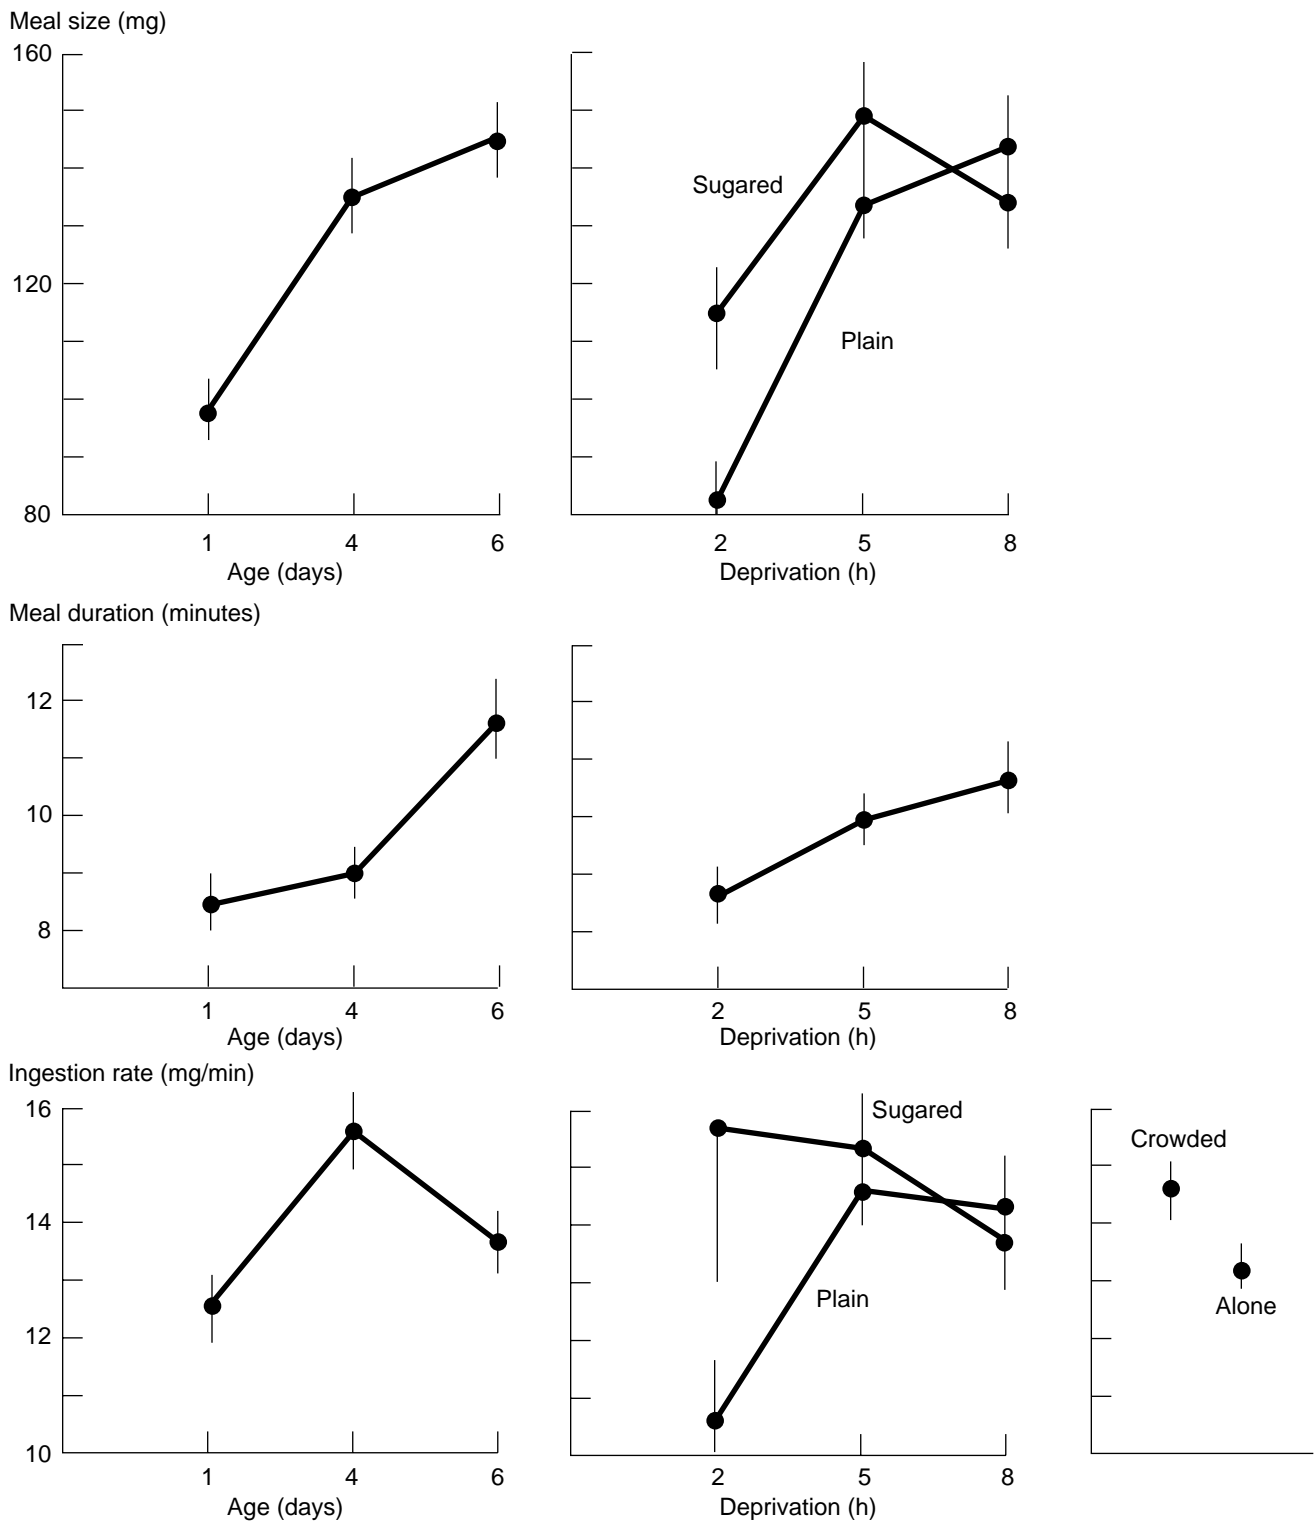 Meal size (mg)
160
120
80
1 4 6
Age (days)
Sugared
Plain
2 5 8
Deprivation (h)
Meal duration (minutes)
12
10
8
1 4 6
Age (days)
2 5 8
Deprivation (h)
Ingestion rate (mg/min)
16
14
12
10
1 4 6
Age (days)
Sugared
Plain
2 5 8
Deprivation (h)
Crowded
Alone